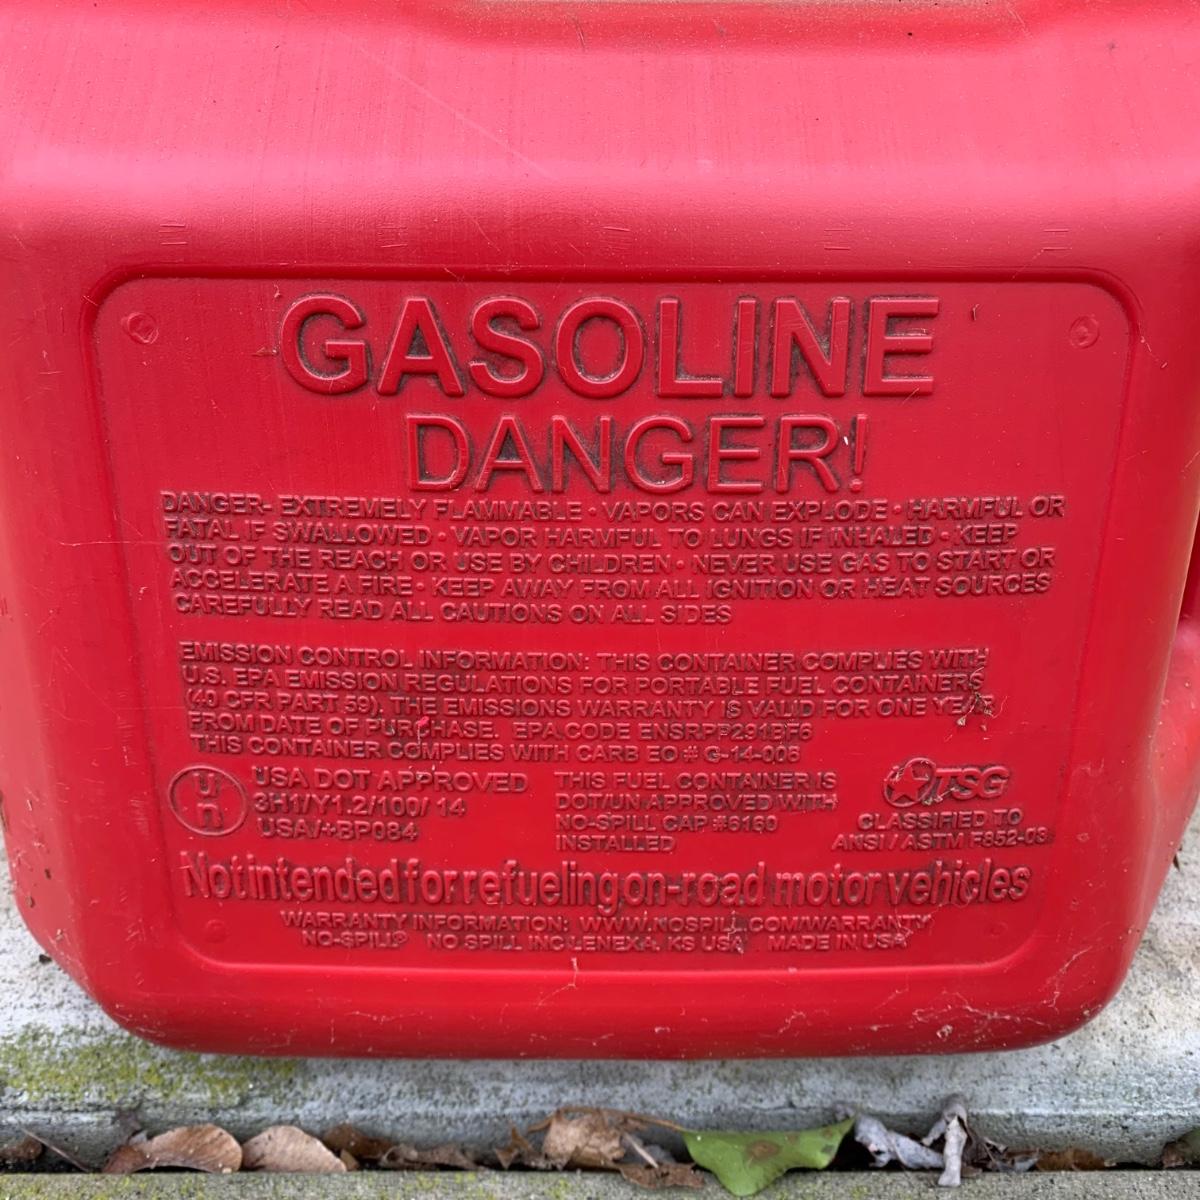 GASOLINE
DANGER!
DANGER- EXTREMELY FLAMMABLE · VAPORS CAN EXPLODE · HARMFUL OR
FATAL IF SWALLOWED · VAPOR HARMFUL TO LUNGS IF INHALED · KEEP
OUT OF THE REACH OR USE BY CHILDREN · NEVER USE GAS TO START OR
ACCELERATE A FIRE · KEEP AWAY FROM ALL IGNITION OR HEAT SOURCES
CAREFULLY READ ALL CAUTIONS ON ALL SIDES
EMISSION CONTROL INFORMATION: THIS CONTAINER COMPLIES WITH
U.S. EPA EMISSION REGULATIONS FOR PORTABLE FUEL CONTAINERS
(40 CFR PART 59). THE EMISSIONS WARRANTY IS VALID FOR ONE YEAR
FROM DATE OF PURCHASE. EPA CODE
THIS CONTAINER COMPLIES WITH CARB EO # G-14-006
u
n
USA DOT APPROVED
3H1/Y1.2/100/ 14
USA/+BP084
THIS FUEL CONTAINER IS
DOT/UN APPROVED WITH
NO-SPILL CAP #6160
INSTALLED
TSG
CLASSIFIED TO
ANSI / ASTM F852-08
Not intended for refueling on-road motor vehicles
WARRANTY INFORMATION: WWW.NOSPILL.COM/WARRANTY
NO-SPILL® NO SPILL INC LENEXA, KS USA MADE IN USA